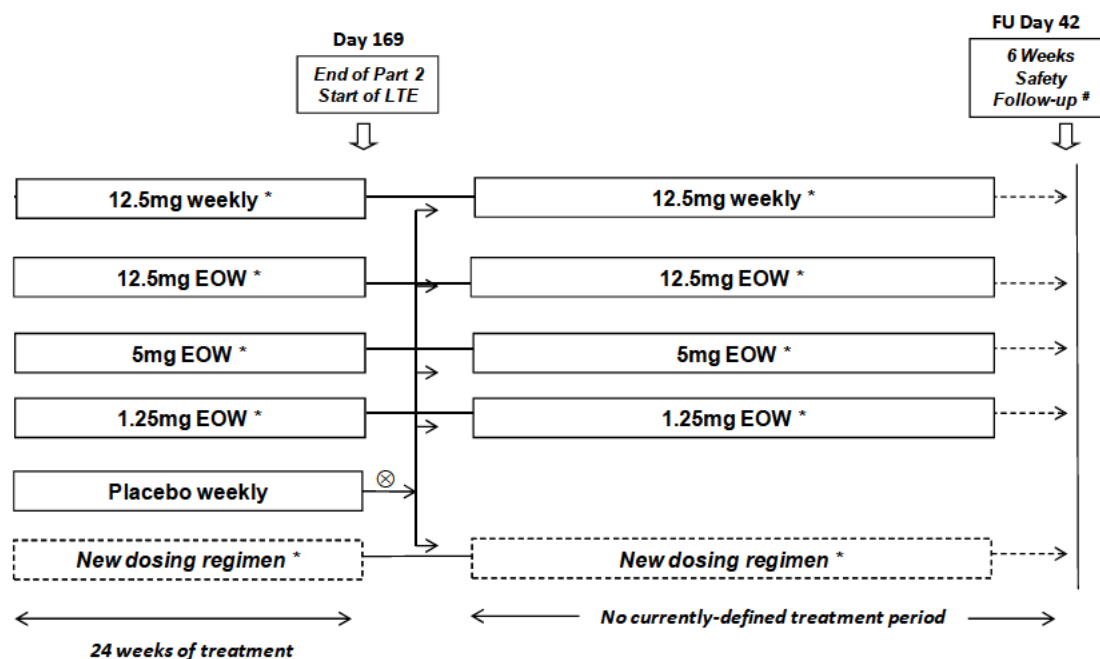 Day 169
End of Part 2
Start of LTE
FU Day 42
6 Weeks
Safety
Follow-up #
12.5mg weekly *
12.5mg weekly *
12.5mg EOW *
12.5mg EOW *
5mg EOW *
5mg EOW *
1.25mg EOW *
1.25mg EOW *
Placebo weekly
New dosing regimen *
New dosing regimen *
24 weeks of treatment
No currently-defined treatment period